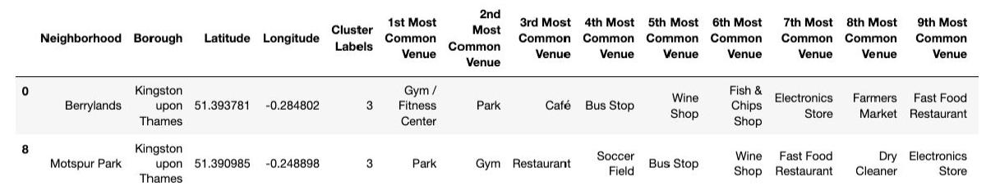 Neighborhood Borough Latitude Longitude Cluster Labels 1st Most Common Venue 2nd Most Common Venue 3rd Most Common Venue 4th Most Common Venue 5th Most Common Venue 6th Most Common Venue 7th Most Common Venue 8th Most Common Venue 9th Most Common Venue
0 Berrylands Kingston upon Thames 51.393781 -0.284802 3 Gym / Fitness Center Park Café Bus Stop Wine Shop Fish & Chips Shop Electronics Store Farmers Market Fast Food Restaurant
8 Motspur Park Kingston upon Thames 51.390985 -0.248898 3 Park Gym Restaurant Soccer Field Bus Stop Wine Shop Fast Food Restaurant Dry Cleaner Electronics Store